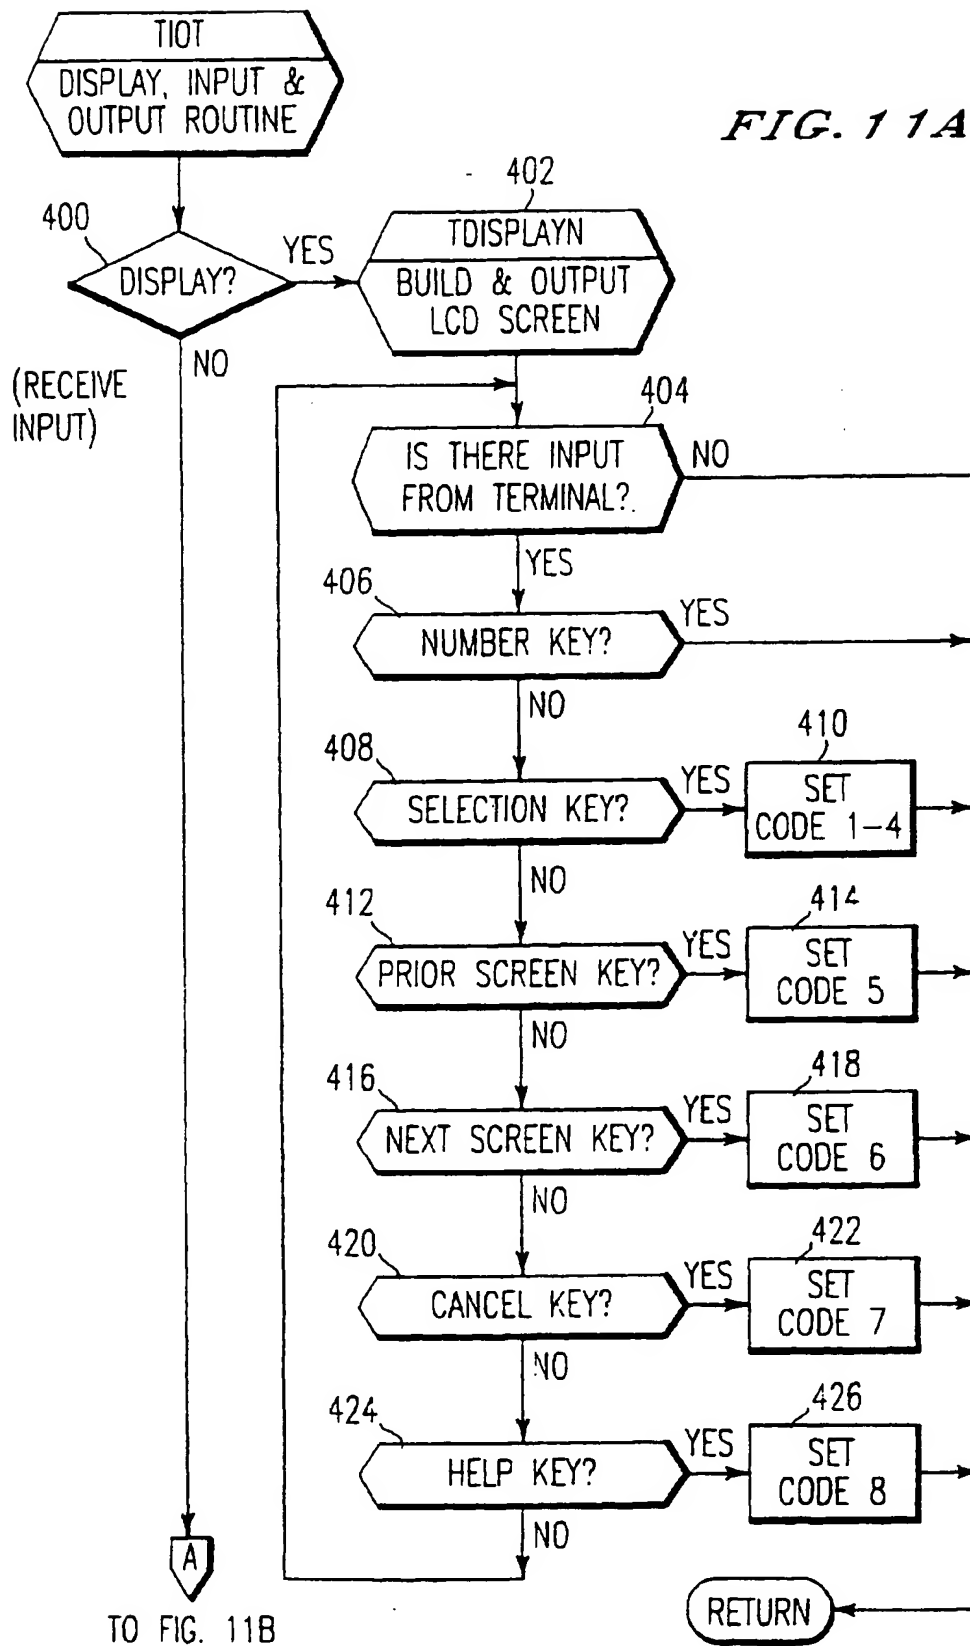 TIOT
DISPLAY, INPUT &
OUTPUT ROUTINE
FIG. 11A
400
DISPLAY?
YES
NO
(RECEIVE
INPUT)
402
TDISPLAYN
BUILD & OUTPUT
LCD SCREEN
404
IS THERE INPUT
FROM TERMINAL?
NO
YES
406
NUMBER KEY?
YES
NO
408
SELECTION KEY?
YES
410
SET
CODE 1-4
NO
412
PRIOR SCREEN KEY?
YES
414
SET
CODE 5
NO
416
NEXT SCREEN KEY?
YES
418
SET
CODE 6
NO
420
CANCEL KEY?
YES
422
SET
CODE 7
NO
424
HELP KEY?
YES
426
SET
CODE 8
NO
A
TO FIG. 11B
RETURN